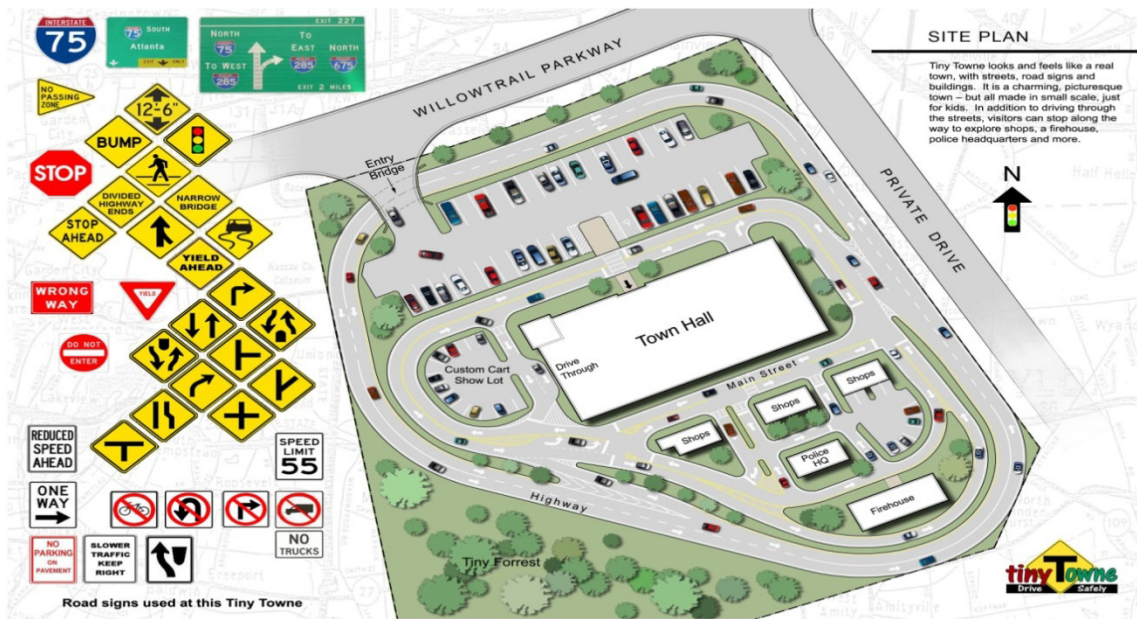 INTERSTATE
75
75 SOUTH
Atlanta
EXIT ONLY
EXIT 227
NORTH
75
TO WEST
285
TO
EAST
285
NORTH
675
EXIT 2 MILES
NO
PASSING
ZONE
12-6"
BUMP
STOP
DIVIDED
HIGHWAY
ENDS
NARROW
BRIDGE
STOP
AHEAD
YIELD
AHEAD
WRONG
WAY
YIELD
DO NOT
ENTER
REDUCED
SPEED
AHEAD
SPEED
LIMIT
55
ONE
WAY
NO
TRUCKS
NO
PARKING
ON
PAVEMENT
SLOWER
TRAFFIC
KEEP
RIGHT
Road signs used at this Tiny Towne
WILLOWTRAIL PARKWAY
PRIVATE DRIVE
Entry
Bridge
Town Hall
Drive
Through
Custom Cart
Show Lot
Main Street
Shops
Shops
Shops
Police
HQ
Firehouse
Highway
Tiny Forrest
SITE PLAN
Tiny Towne looks and feels like a real
town, with streets, road signs and
buildings. It is a charming, picturesque
town – but all made in small scale, just
for kids. In addition to driving through
the streets, visitors can stop along the
way to explore shops, a firehouse,
police headquarters and more.
N
tiny Towne
Drive Safely